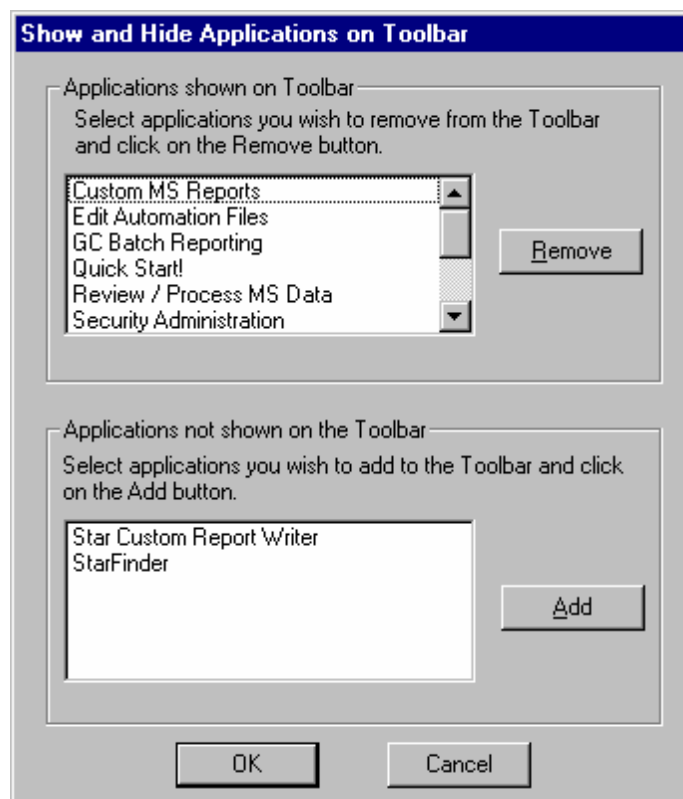 Show and Hide Applications on Toolbar
Applications shown on Toolbar
Select applications you wish to remove from the Toolbar
and click on the Remove button.
Custom MS Reports
Edit Automation Files
GC Batch Reporting
Quick Start!
Review / Process MS Data
Security Administration
Remove
Applications not shown on the Toolbar
Select applications you wish to add to the Toolbar and click
on the Add button.
Star Custom Report Writer
StarFinder
Add
OK
Cancel